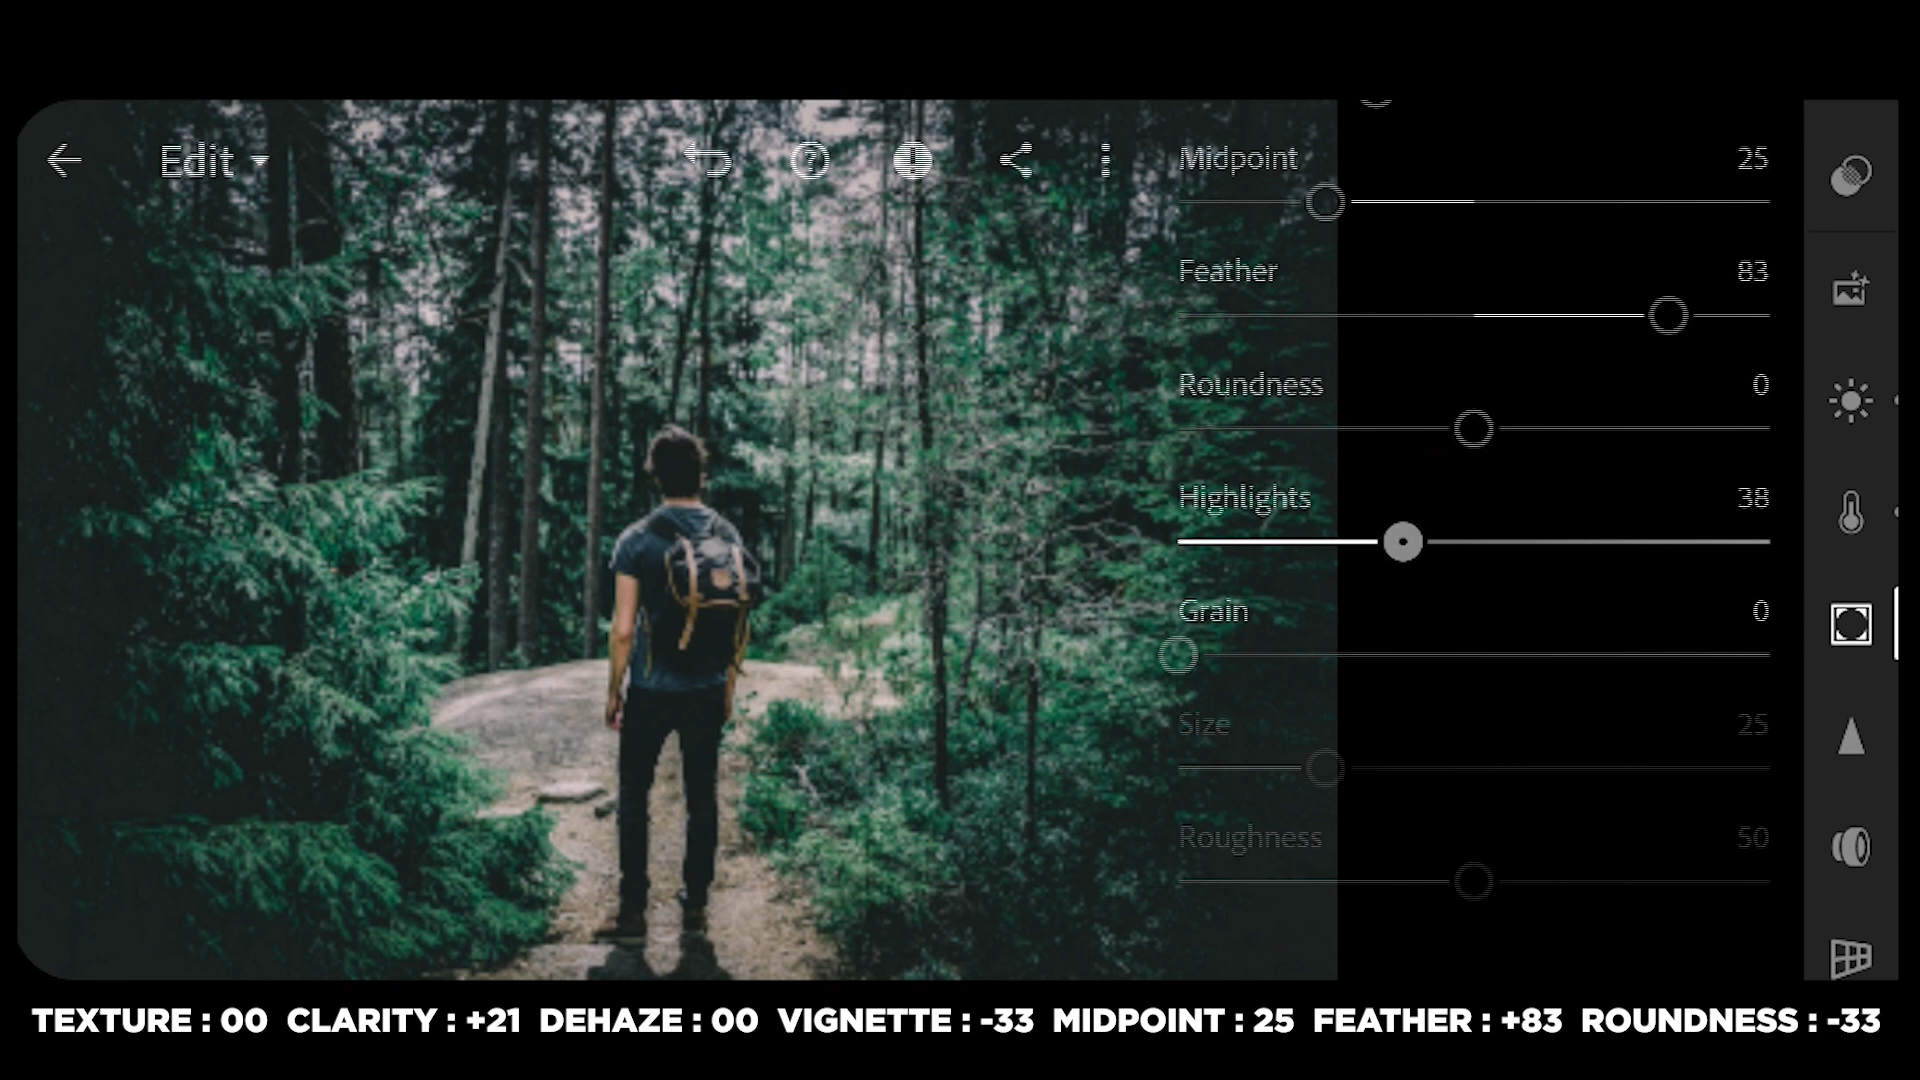 Edit
Midpoint 25
Feather 83
Roundness 0
Highlights 38
Grain 0
Size 25
Roughness 50
TEXTURE : 00 CLARITY : +21 DEHAZE : 00 VIGNETTE : -33 MIDPOINT : 25 FEATHER : +83 ROUNDNESS : -33